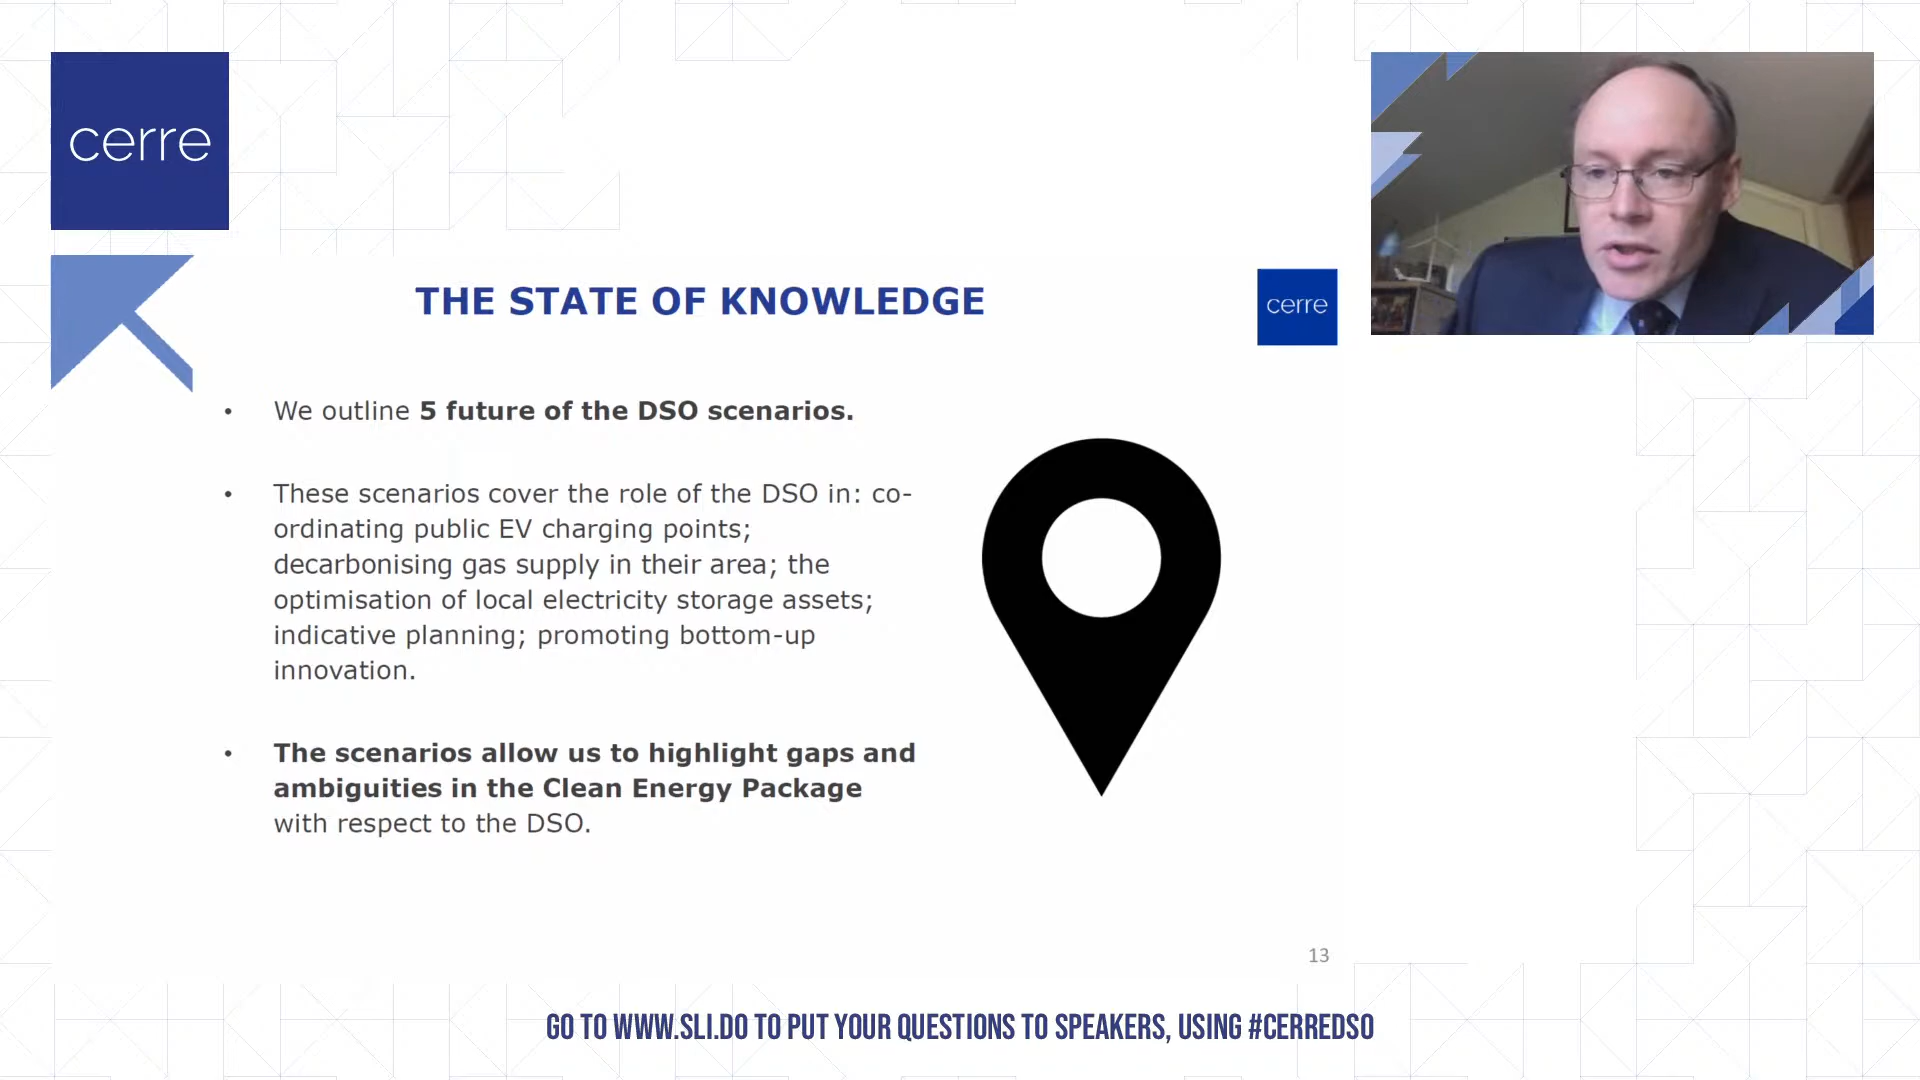 cerre
THE STATE OF KNOWLEDGE
cerre
• We outline 5 future of the DSO scenarios.
• These scenarios cover the role of the DSO in: co-
ordinating public EV charging points;
decarbonising gas supply in their area; the
optimisation of local electricity storage assets;
indicative planning; promoting bottom-up
innovation.
• The scenarios allow us to highlight gaps and
ambiguities in the Clean Energy Package
with respect to the DSO.
13
GO TO WWW.SLI.DO TO PUT YOUR QUESTIONS TO SPEAKERS, USING #CERREDSO